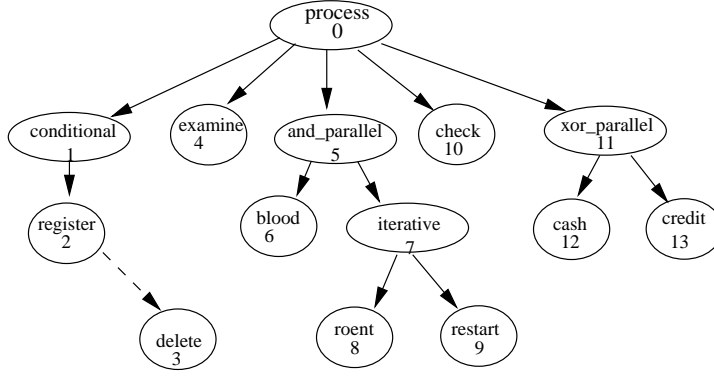 process
0
conditional
1
examine
4
and_parallel
5
check
10
xor_parallel
11
register
2
blood
6
iterative
7
cash
12
credit
13
delete
3
roent
8
restart
9